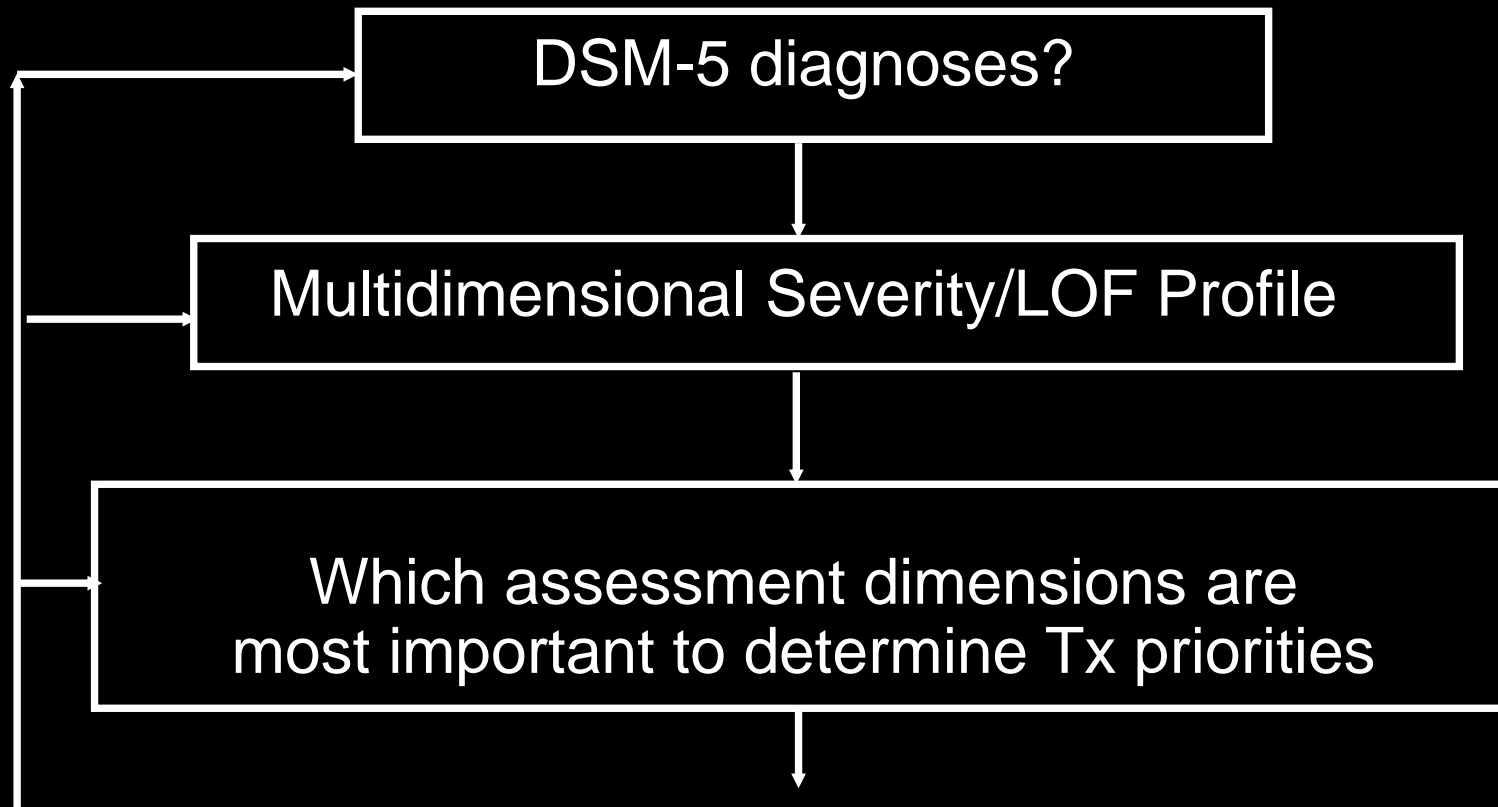 DSM-5 diagnoses?
Multidimensional Severity/LOF Profile
Which assessment dimensions are
most important to determine Tx priorities